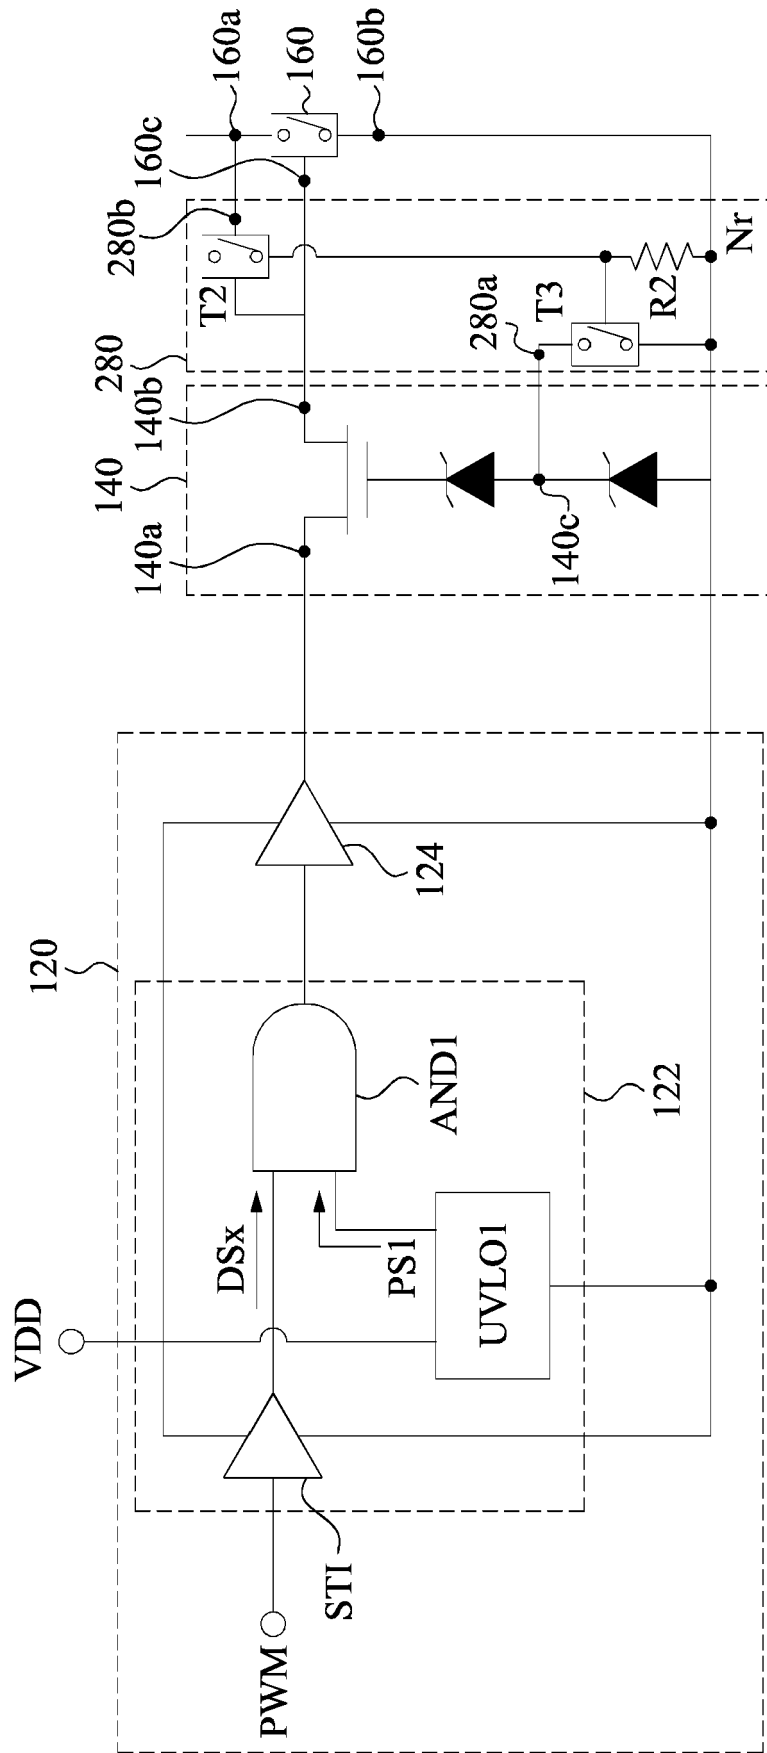 VDD
PWM
STI
DSx
PS1
UVLO1
AND1
122
120
124
140
140a
140b
140c
280
280a
280b
T2
T3
R2
Nr
160c
160a
160
160b